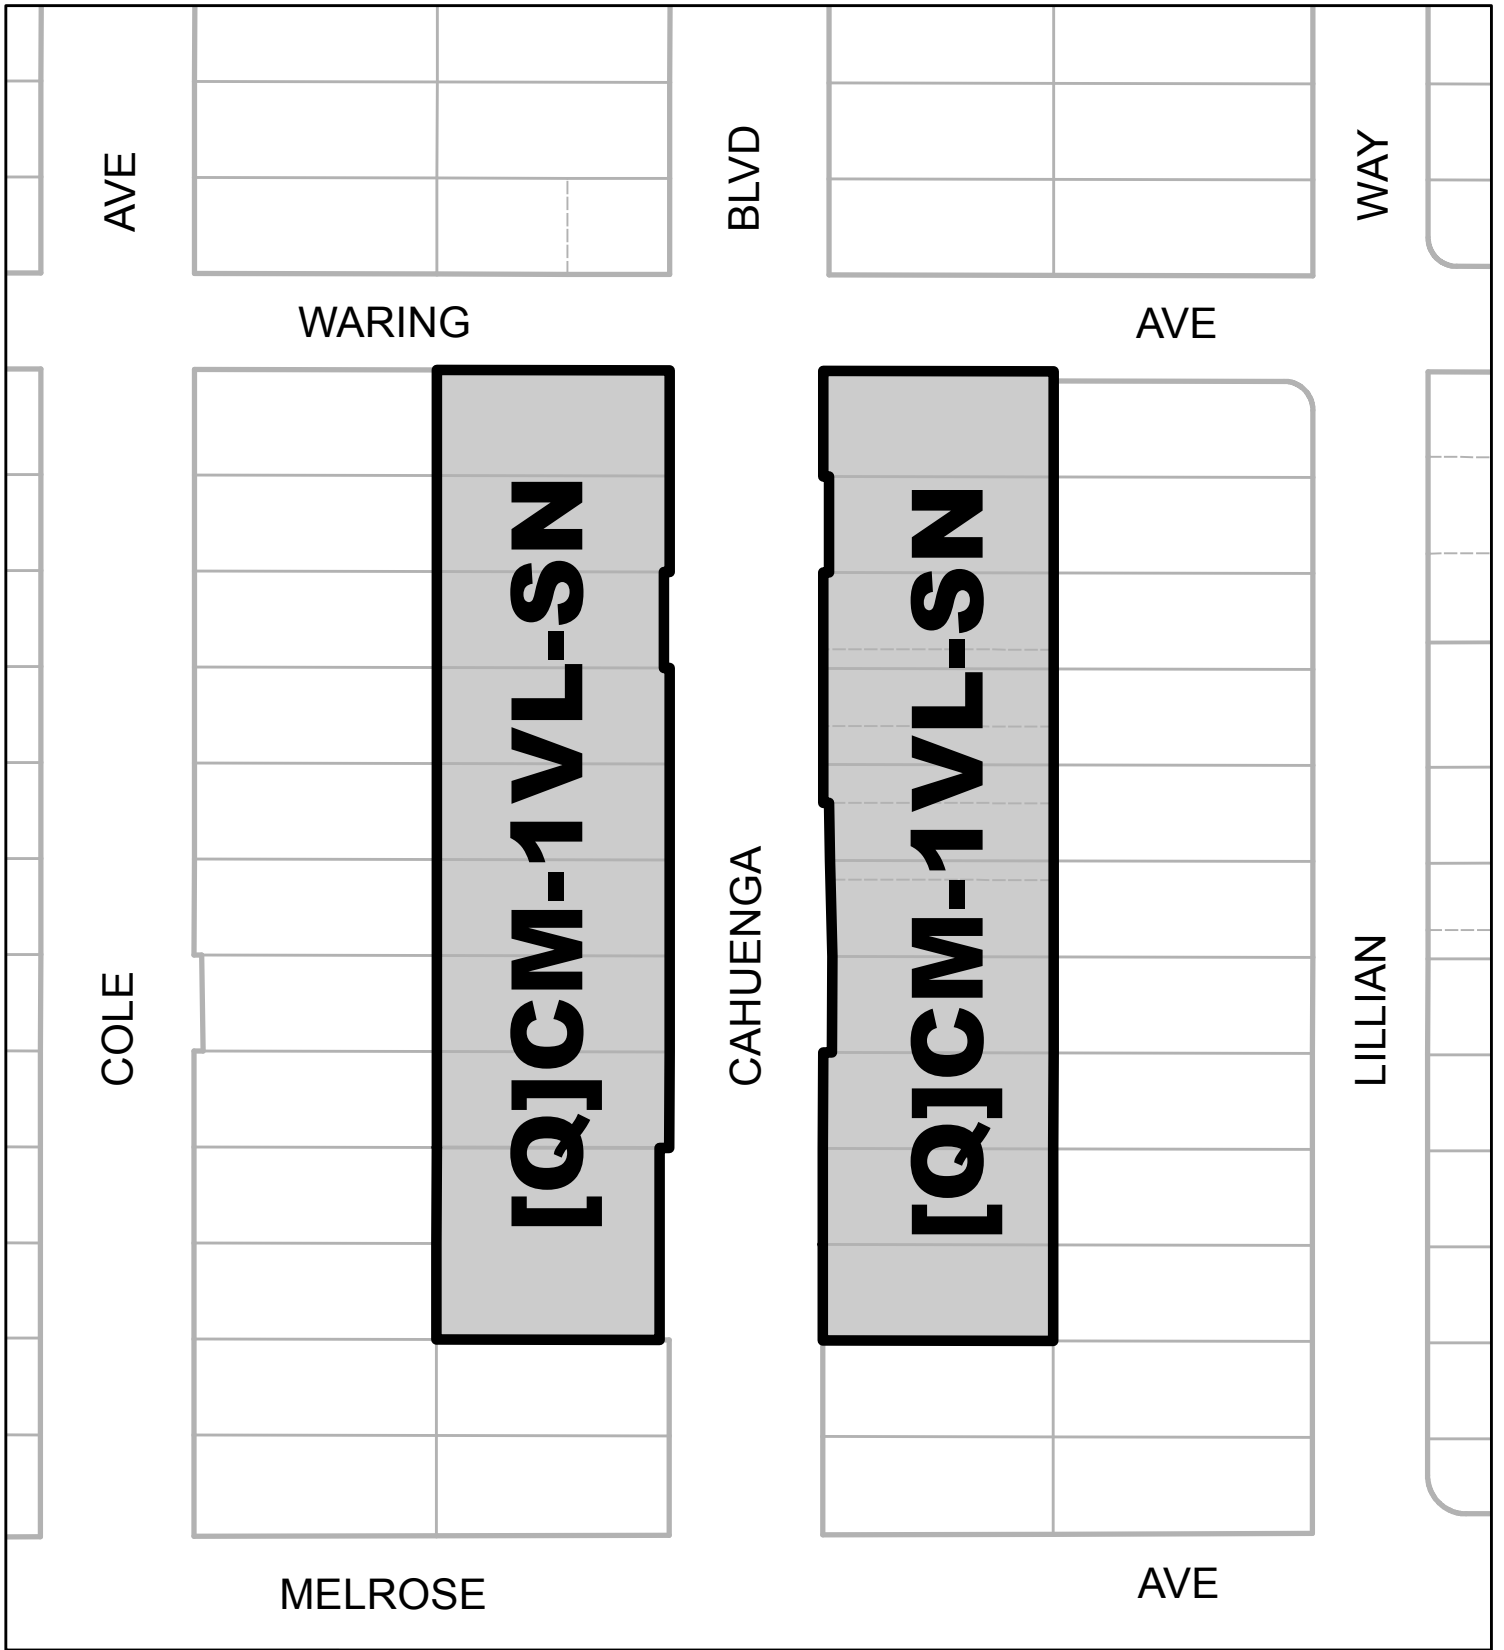 AVE
BLVD
WAY
WARING
AVE
[Q]CM-1VL-SN
[Q]CM-1VL-SN
COLE
CAHUENGA
LILLIAN
MELROSE
AVE